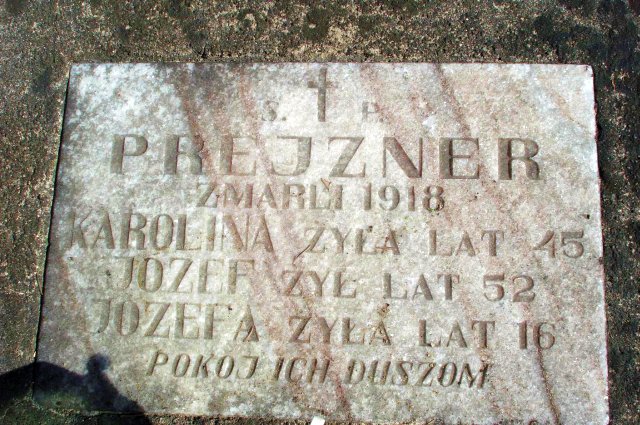 Ś. P.
PREJZNER
ZMARLI 1918
KAROLINA ŻYŁA LAT 45
JÓZEF ŻYŁ LAT 52
JÓZEFA ŻYŁA LAT 16
POKÓJ ICH DUSZOM